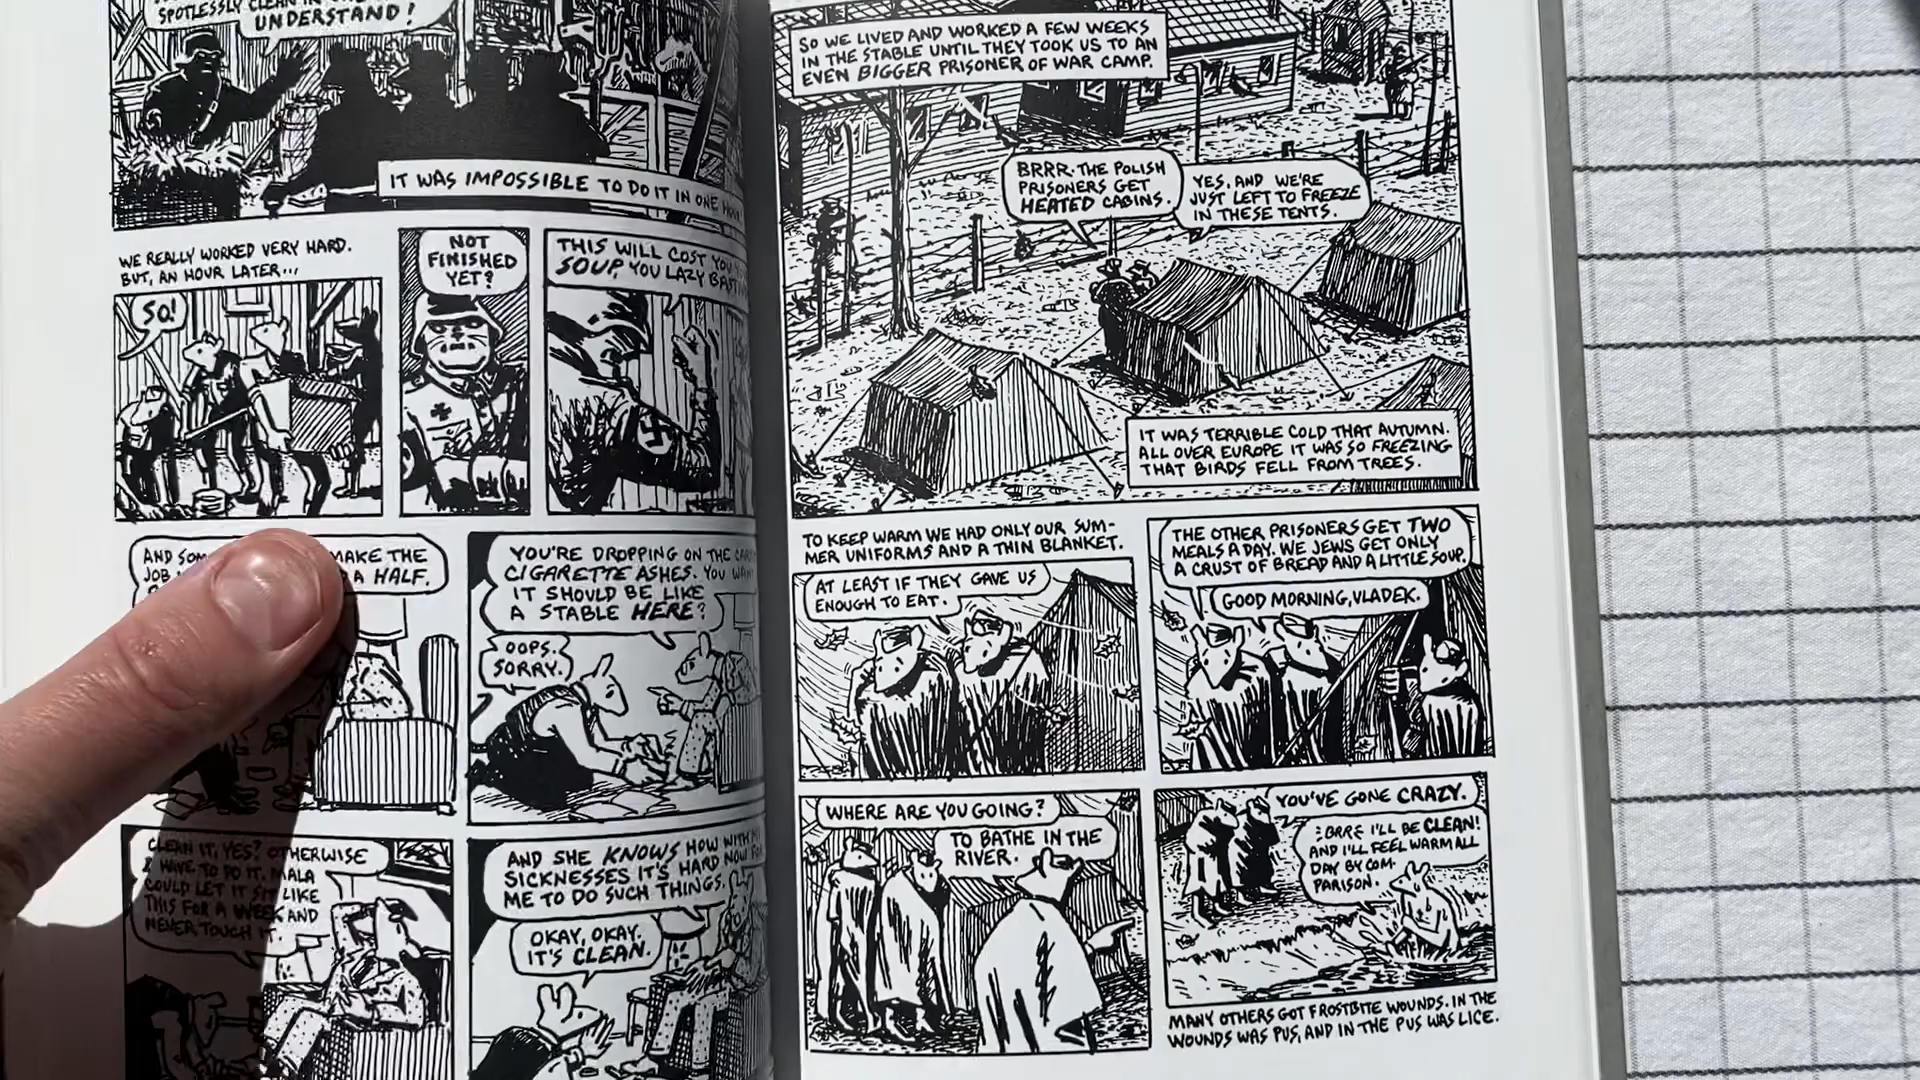 SPOTLESSLY CLEAN IN
UNDERSTAND!
IT WAS IMPOSSIBLE TO DO IT IN ONE
WE REALLY WORKED VERY HARD.
BUT, AN HOUR LATER...
SO!
NOT
FINISHED
YET?
THIS WILL COST YOU
SOUP, YOU LAZY
AND MAKE THE
JOB A HALF.
YOU'RE DROPPING ON THE
CIGARETTE ASHES. YOU WANT
IT SHOULD BE LIKE
A STABLE HERE?
OOPS.
SORRY.
CLEAN IT, YES? OTHERWISE
I HAVE TO DO IT. MALA
COULD LET IT SIT LIKE
THIS FOR A WEEK AND
NEVER TOUCH IT.
AND SHE KNOWS HOW WITH
SICKNESSES IT'S HARD NOW FOR
ME TO DO SUCH THINGS.
OKAY, OKAY.
IT'S CLEAN.
SO WE LIVED AND WORKED A FEW WEEKS
IN THE STABLE UNTIL THEY TOOK US TO AN
EVEN BIGGER PRISONER OF WAR CAMP.
BRRR. THE POLISH
PRISONERS GET
HEATED CABINS.
YES, AND WE'RE
JUST LEFT TO FREEZE
IN THESE TENTS.
IT WAS TERRIBLE COLD THAT AUTUMN.
ALL OVER EUROPE IT WAS SO FREEZING
THAT BIRDS FELL FROM TREES.
TO KEEP WARM WE HAD ONLY OUR SUM-
MER UNIFORMS AND A THIN BLANKET.
AT LEAST IF THEY GAVE US
ENOUGH TO EAT.
THE OTHER PRISONERS GET TWO
MEALS A DAY. WE JEWS GET ONLY
A CRUST OF BREAD AND A LITTLE SOUP.
GOOD MORNING, VLADEK.
WHERE ARE YOU GOING?
TO BATHE IN THE
RIVER.
YOU'VE GONE CRAZY.
:BRR: I'LL BE CLEAN!
AND I'LL FEEL WARM ALL
DAY BY COM-
PARISON.
MANY OTHERS GOT FROSTBITE WOUNDS. IN THE
WOUNDS WAS PUS, AND IN THE PUS WAS LICE.